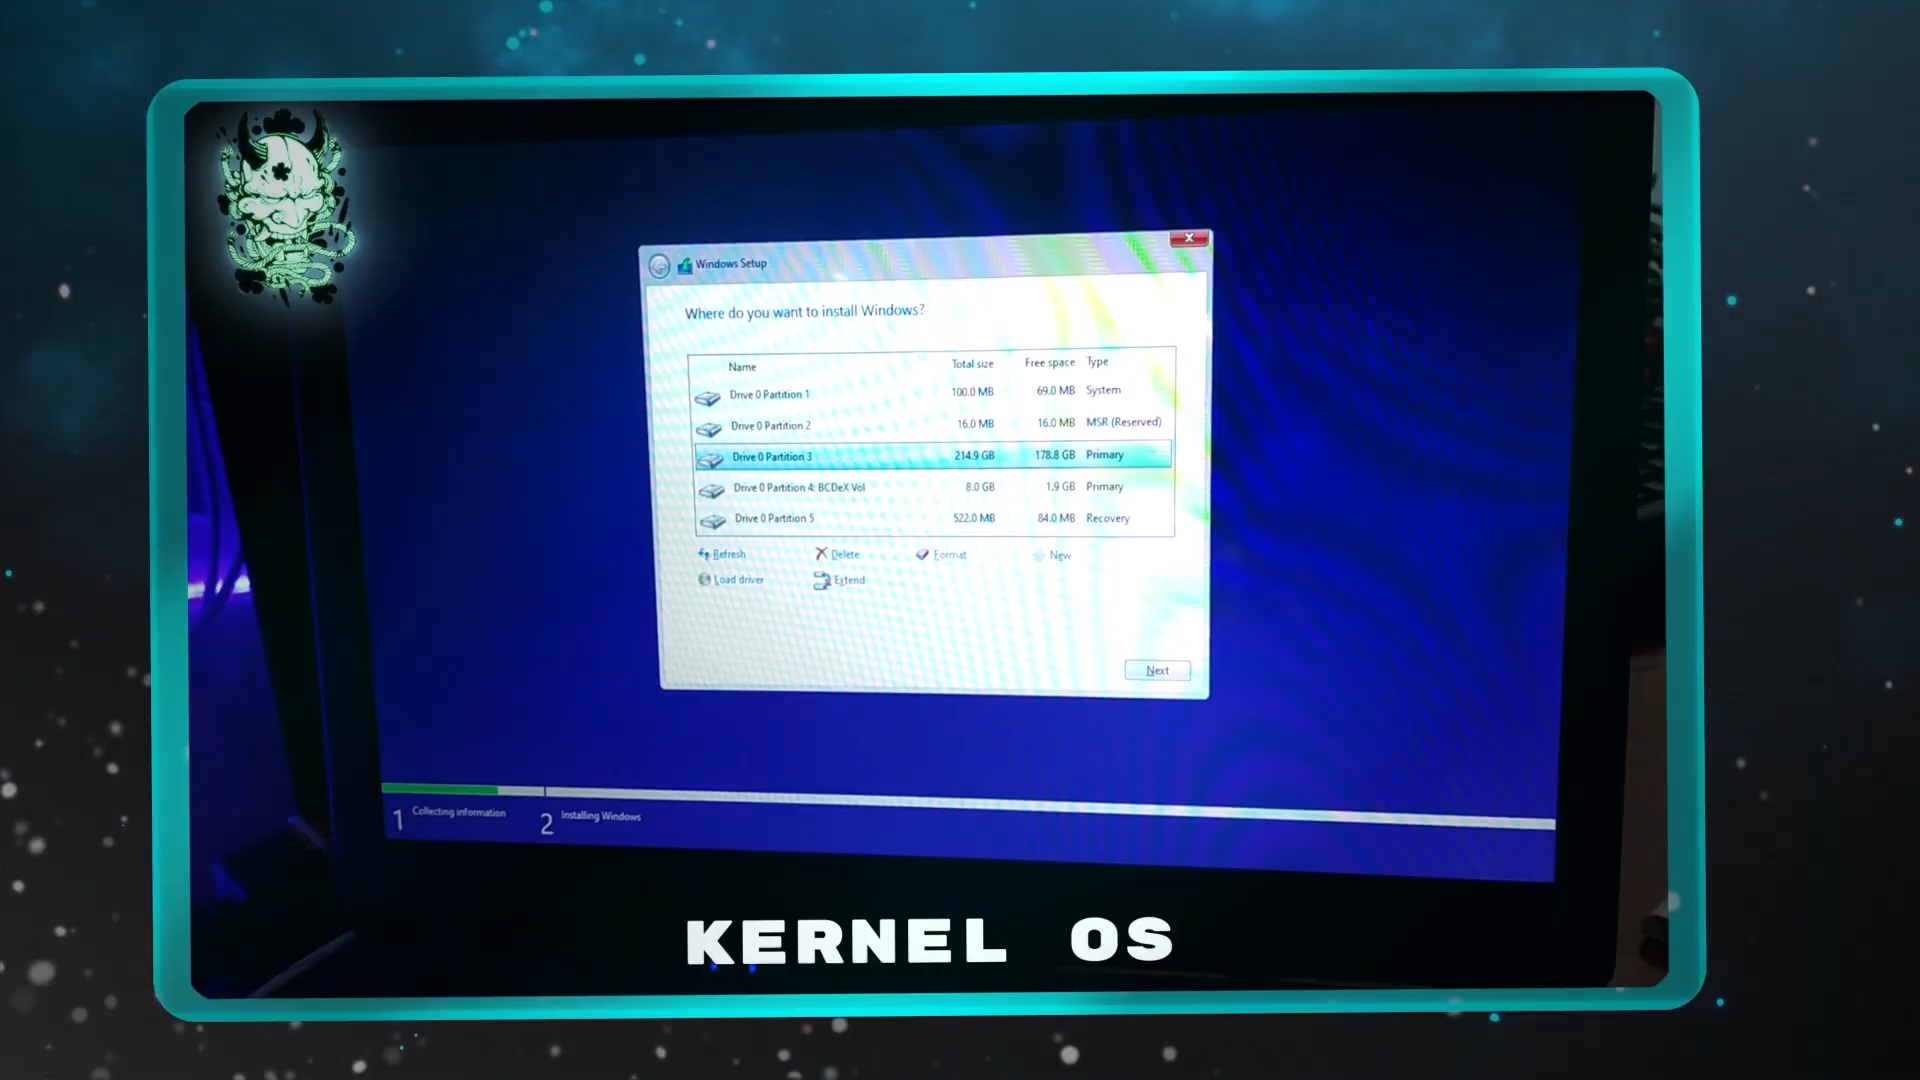 Windows Setup
Where do you want to install Windows?
Name Total size Free space Type
Drive 0 Partition 1 100.0 MB 69.0 MB System
Drive 0 Partition 2 16.0 MB 16.0 MB MSR (Reserved)
Drive 0 Partition 3 214.9 GB 178.8 GB Primary
Drive 0 Partition 4: BCDeX Vol 8.0 GB 1.9 GB Primary
Drive 0 Partition 5 522.0 MB 84.0 MB Recovery
Refresh Delete Format New
Load driver Extend
Next
1 Collecting information 2 Installing Windows
KERNEL OS